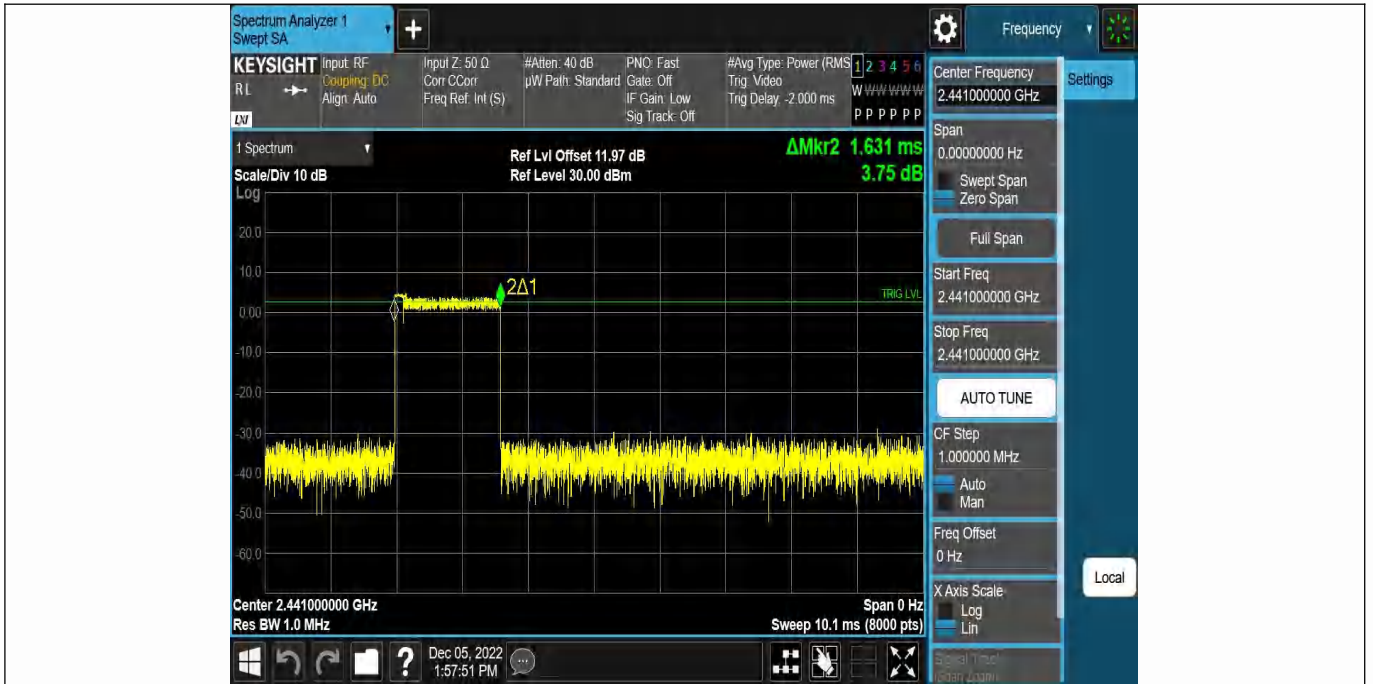 Spectrum Analyzer 1
Swept SA
+
Frequency
KEYSIGHT
RL
LXI
Input: RF
Coupling: DC
Align: Auto
Input Z: 50 Ω
Corr CCorr
Freq Ref: Int (S)
#Atten: 40 dB
µW Path: Standard
PNO: Fast
Gate: Off
IF Gain: Low
Sig Track: Off
#Avg Type: Power (RMS
Trig: Video
Trig Delay: -2.000 ms
1 2 3 4 5 6
W W W W W W
P P P P P P
1 Spectrum
Scale/Div 10 dB
Ref Lvl Offset 11.97 dB
Ref Level 30.00 dBm
ΔMkr2 1.631 ms
3.75 dB
Log
20.0
10.0
0.00
-10.0
-20.0
-30.0
-40.0
-50.0
-60.0
2Δ1
TRIG LVL
Center 2.441000000 GHz
Res BW 1.0 MHz
Span 0 Hz
Sweep 10.1 ms (8000 pts)
Center Frequency
2.441000000 GHz
Settings
Span
0.00000000 Hz
Swept Span
Zero Span
Full Span
Start Freq
2.441000000 GHz
Stop Freq
2.441000000 GHz
AUTO TUNE
CF Step
1.000000 MHz
Auto
Man
Freq Offset
0 Hz
X Axis Scale
Log
Lin
Signal Track
(Span Zoom)
Local
?
Dec 05, 2022
1:57:51 PM